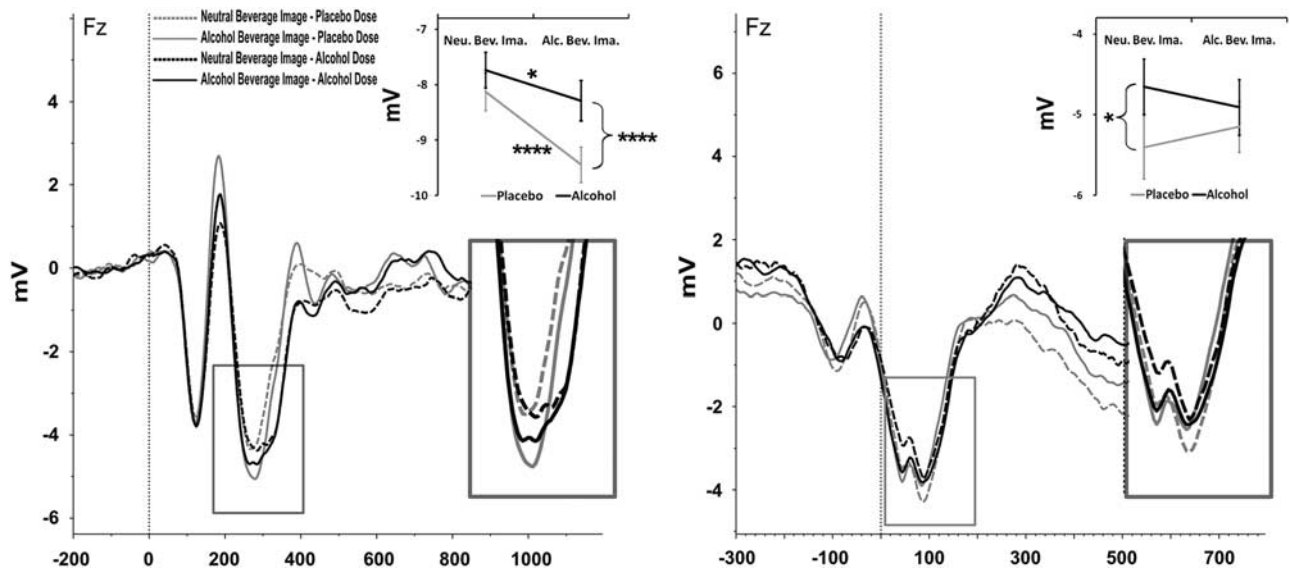 Fz
Neutral Beverage Image - Placebo Dose
Alcohol Beverage Image - Placebo Dose
Neutral Beverage Image - Alcohol Dose
Alcohol Beverage Image - Alcohol Dose
mV
4
2
0
-2
-4
-6
-200 0 200 400 600 800 1000
-7
-8
-9
-10
mV
Neu. Bev. Ima. Alc. Bev. Ima.
*
****
****
Placebo Alcohol
Fz
mV
6
4
2
0
-2
-4
-300 -100 100 300 500 700
-4
-5
-6
mV
Neu. Bev. Ima. Alc. Bev. Ima.
*
Placebo Alcohol